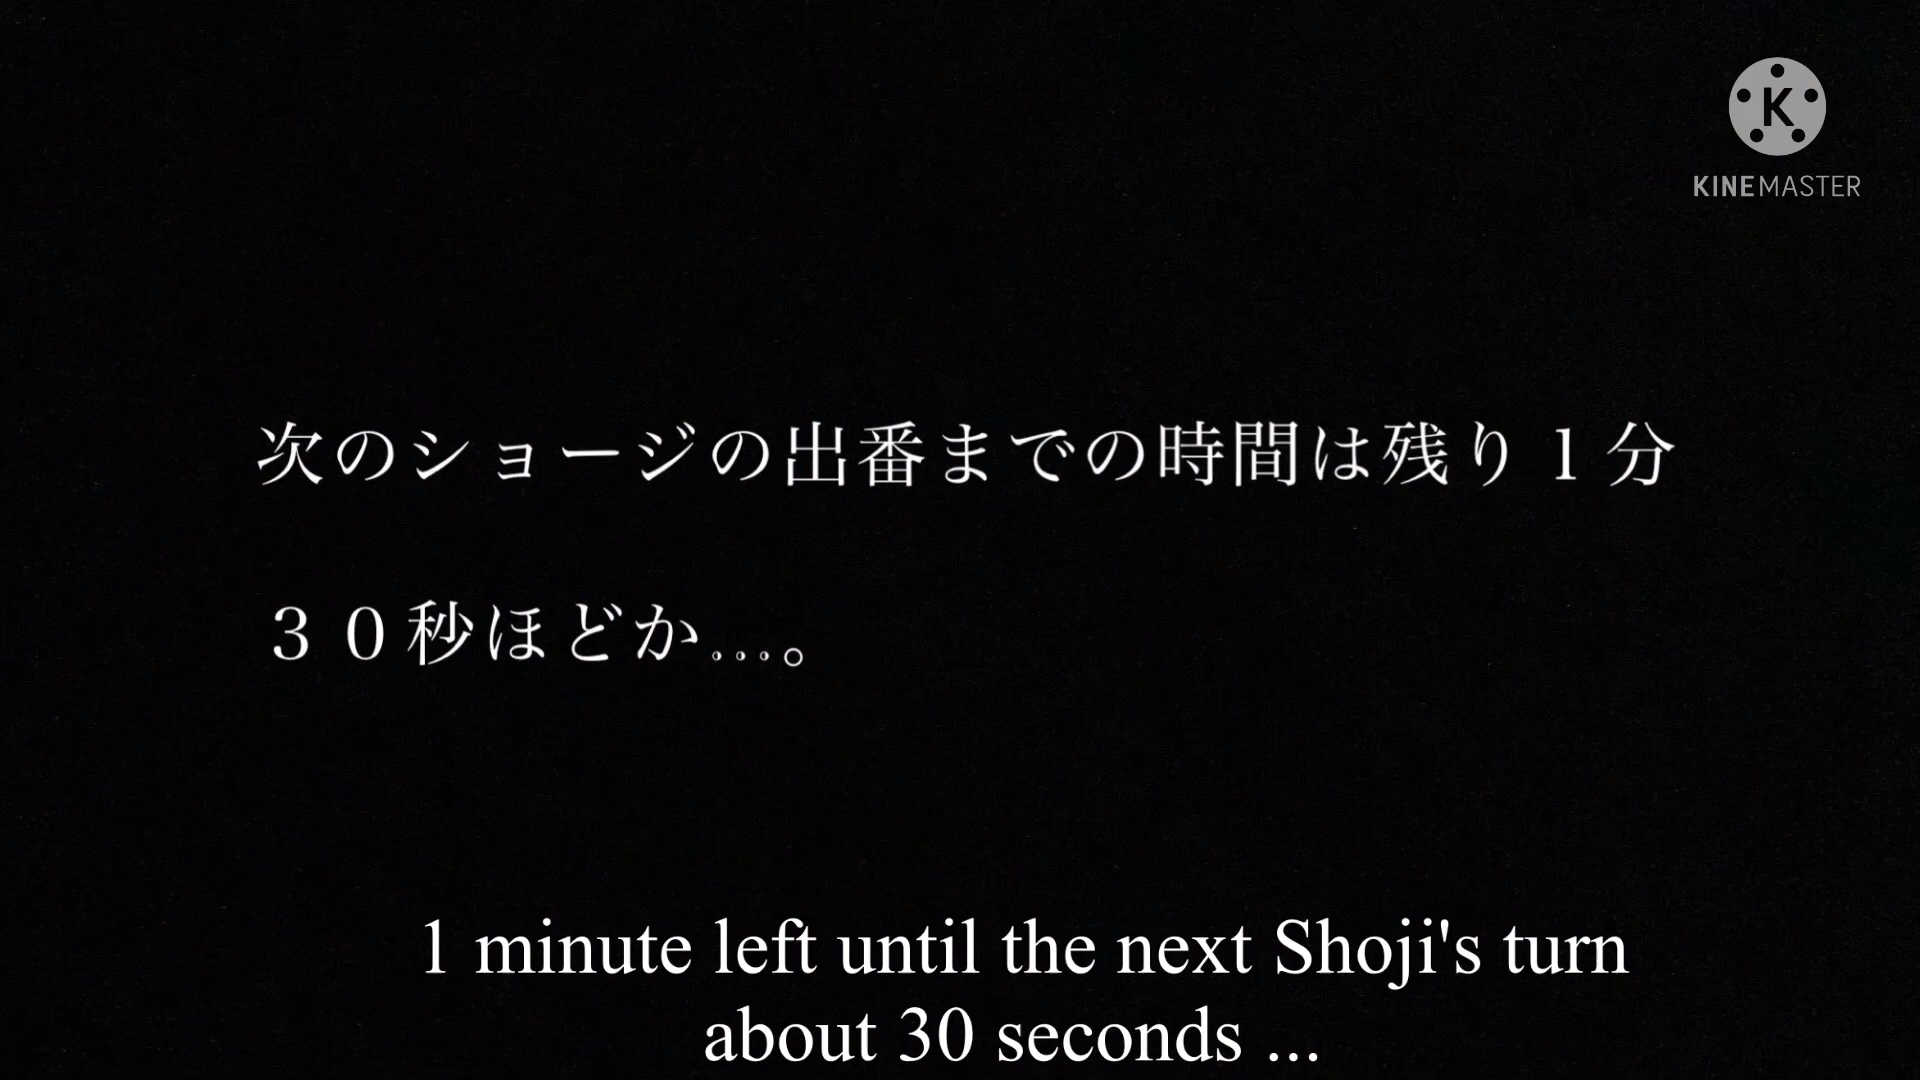 K
KINEMASTER
次のショージの出番までの時間は残り１分
３０秒ほどか…。
1 minute left until the next Shoji's turn
about 30 seconds ...